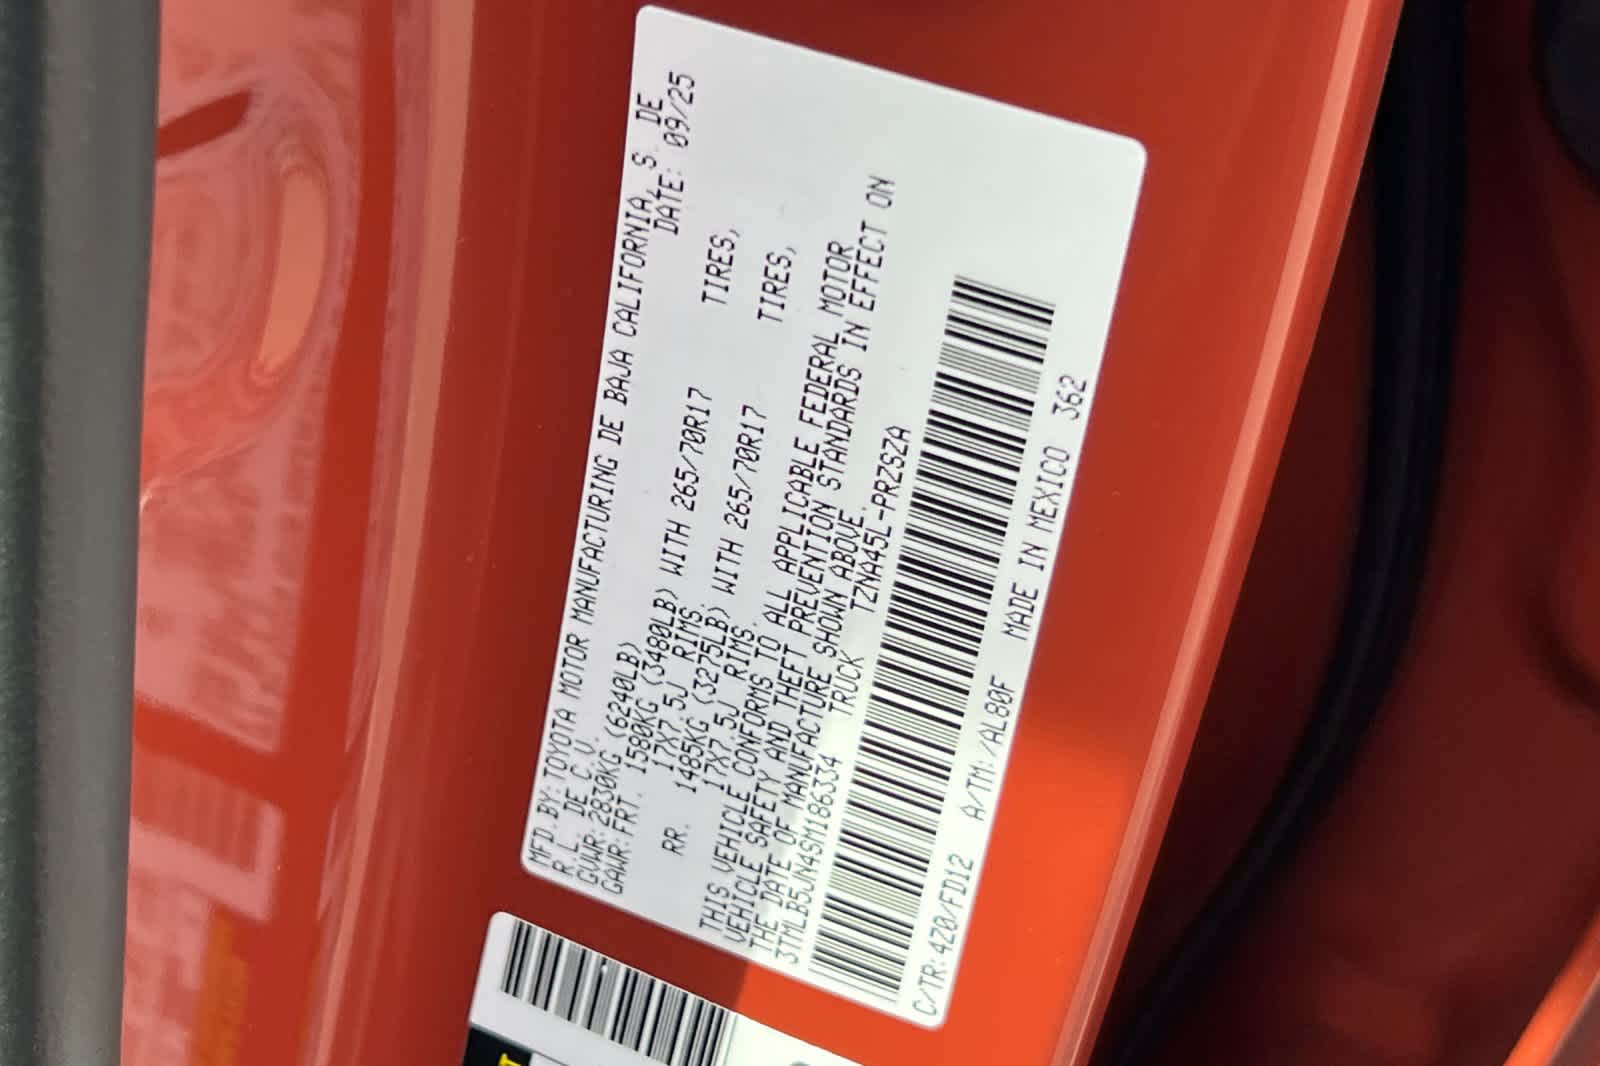 MFD.BY:TOYOTA MOTOR MANUFACTURING DE BAJA CALIFORNIA, S. DE
R.L. DE C.V. DATE: 09/25
GVWR:2830KG (6240LB)
GAWR:FRT. 1580KG (3480LB) WITH 265/70R17 TIRES,
17X7.5J RIMS.
RR. 1485KG (3275LB) WITH 265/70R17 TIRES,
17X7.5J RIMS.
THIS VEHICLE CONFORMS TO ALL APPLICABLE FEDERAL MOTOR
VEHICLE SAFETY AND THEFT PREVENTION STANDARDS IN EFFECT ON
THE DATE OF MANUFACTURE SHOWN ABOVE.
3TMLB5JN4SM186334 TRUCK TZNA45L-PRZSZA
C/TR:4Z0/FD12 A/TM:/AL80F MADE IN MEXICO 362